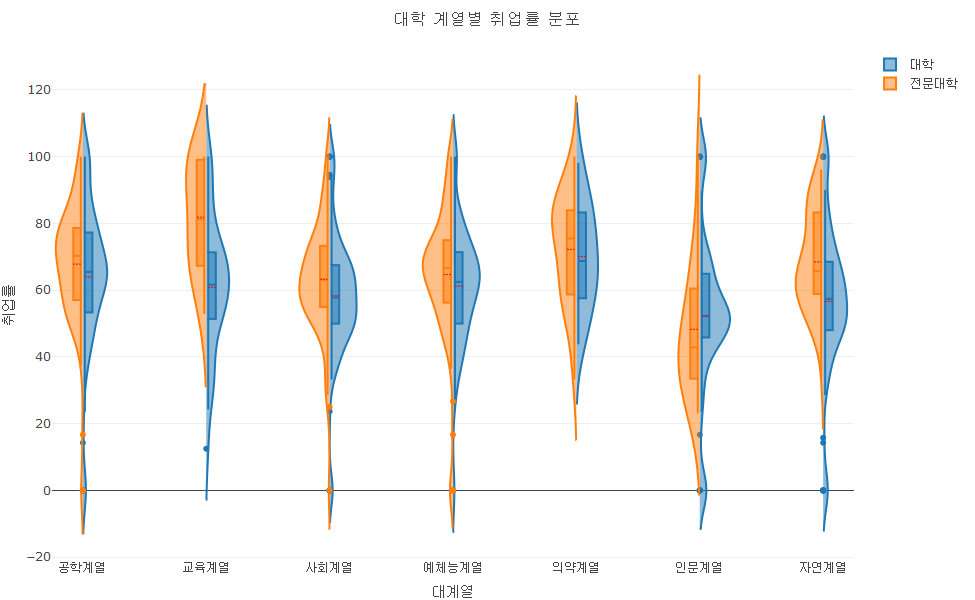 대학 계열별 취업률 분포
대학
전문대학
120
100
80
60
40
20
0
−20
취업률
공학계열 교육계열 사회계열 예체능계열 의약계열 인문계열 자연계열
대계열